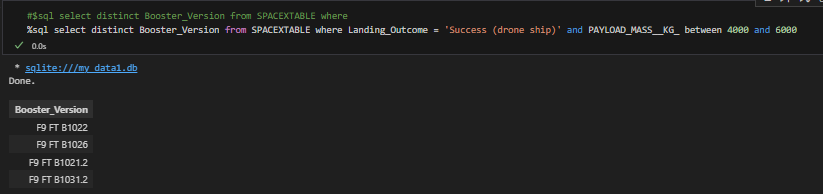 #$sql select distinct Booster_Version from SPACEXTABLE where
%sql select distinct Booster_Version from SPACEXTABLE where Landing_Outcome = 'Success (drone ship)' and PAYLOAD_MASS__KG_ between 4000 and 6000
0.0s
* sqlite:///my_data1.db
Done.
Booster_Version
F9 FT B1022
F9 FT B1026
F9 FT B1021.2
F9 FT B1031.2